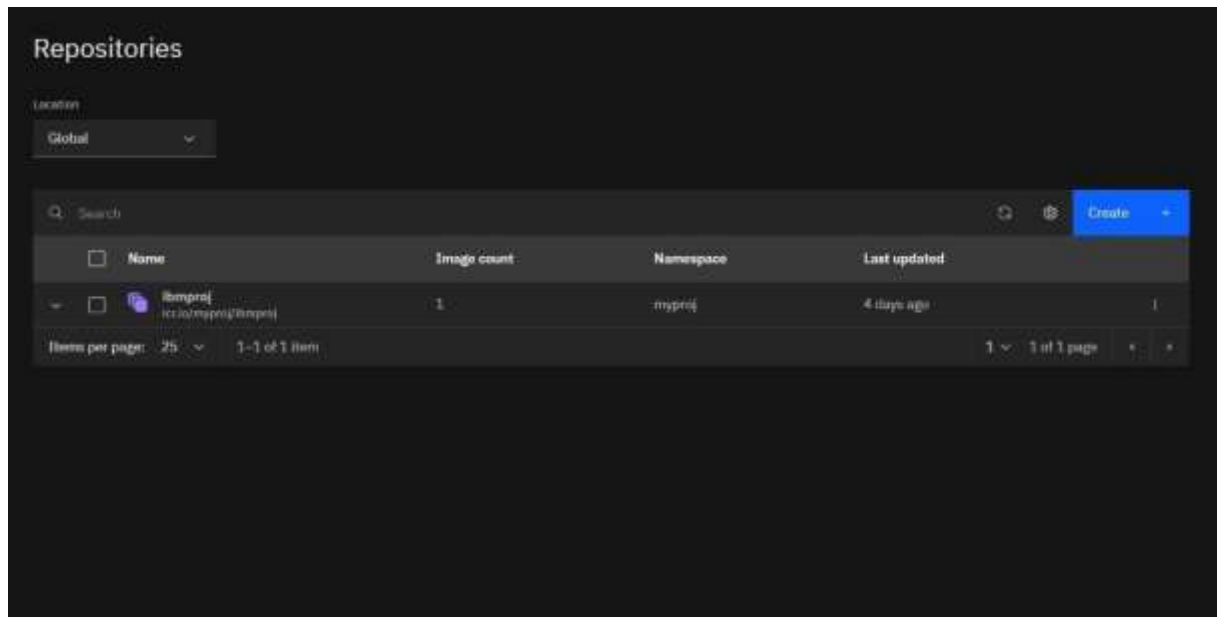 Repositories
Location
Global
Search
Create +
Name Image count Namespace Last updated
ibmproj 1 myproj 4 days ago
icr.io/myproj/ibmproj
Items per page: 25 1–1 of 1 item 1 1 of 1 page